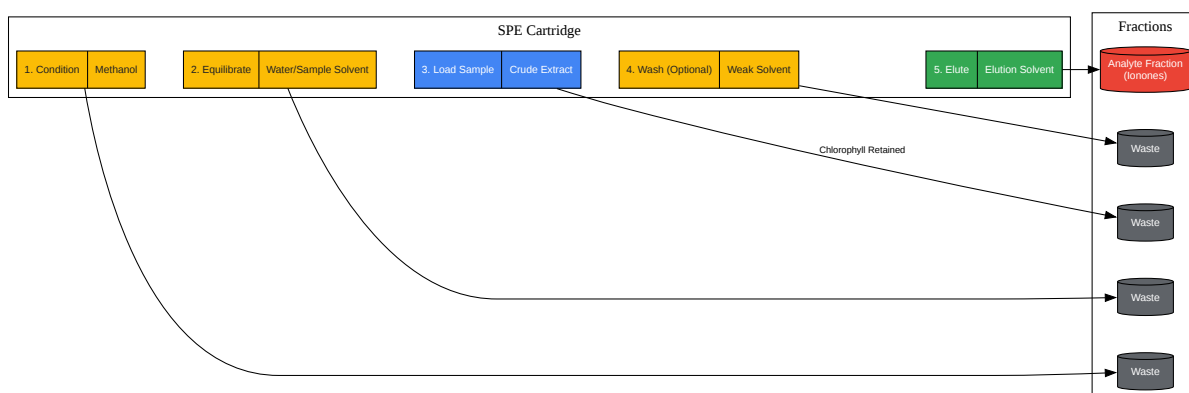 SPE Cartridge
Fractions
1. Condition
Methanol
2. Equilibrate
Water/Sample Solvent
3. Load Sample
Crude Extract
4. Wash (Optional)
Weak Solvent
5. Elute
Elution Solvent
Analyte Fraction
(Ionones)
Waste
Chlorophyll Retained
Waste
Waste
Waste